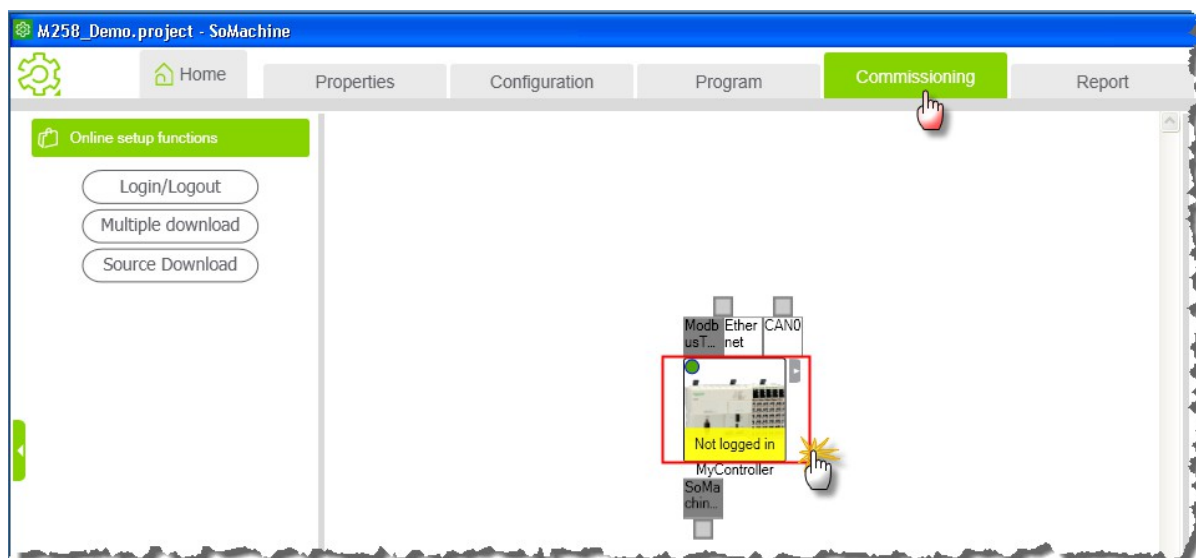 M258_Demo.project - SoMachine
Home
Properties
Configuration
Program
Commissioning
Report
Online setup functions
Login/Logout
Multiple download
Source Download
Modb
usT...
Ether
net
CAN0
Not logged in
MyController
SoMa
chin...